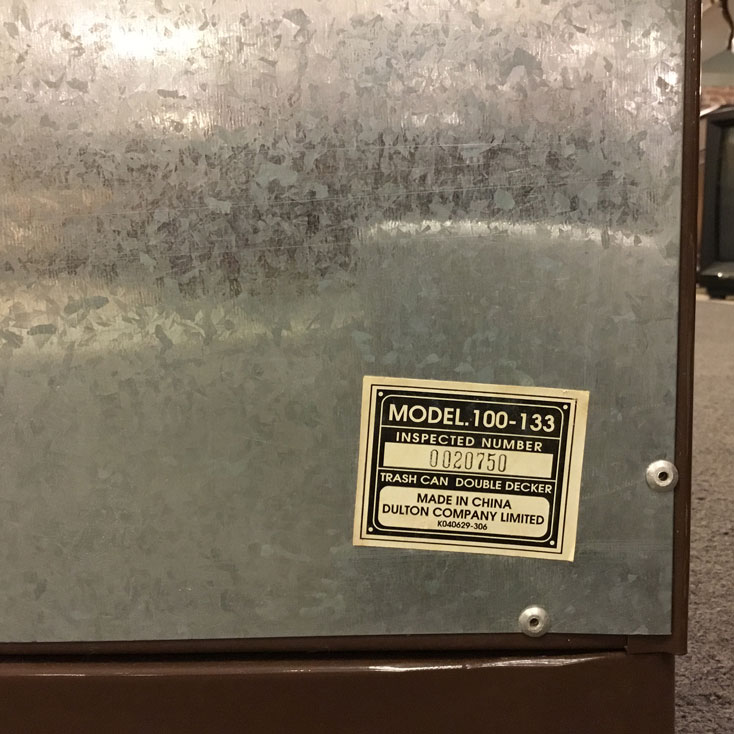 MODEL.100-133
INSPECTED NUMBER
0020750
TRASH CAN DOUBLE DECKER
MADE IN CHINA
DULTON COMPANY LIMITED
K040629-306